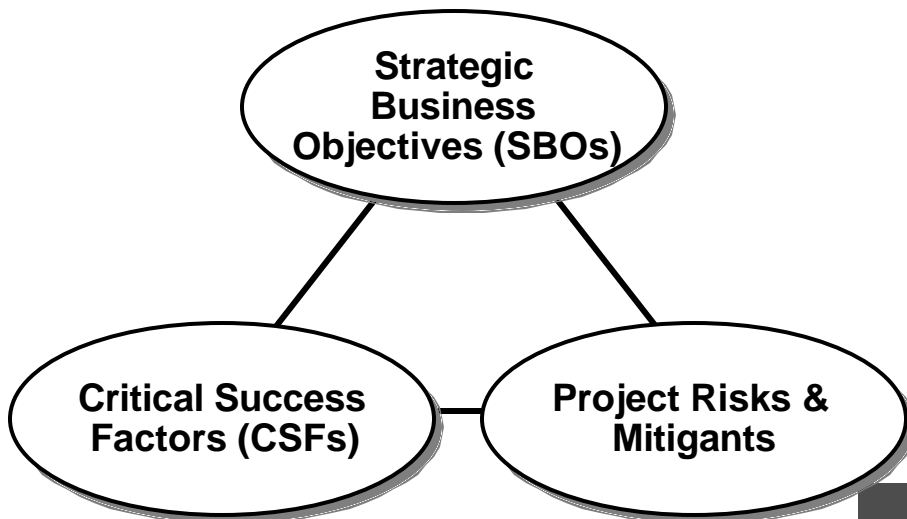 Strategic
Business
Objectives (SBOs)
Critical Success
Factors (CSFs)
Project Risks &
Mitigants